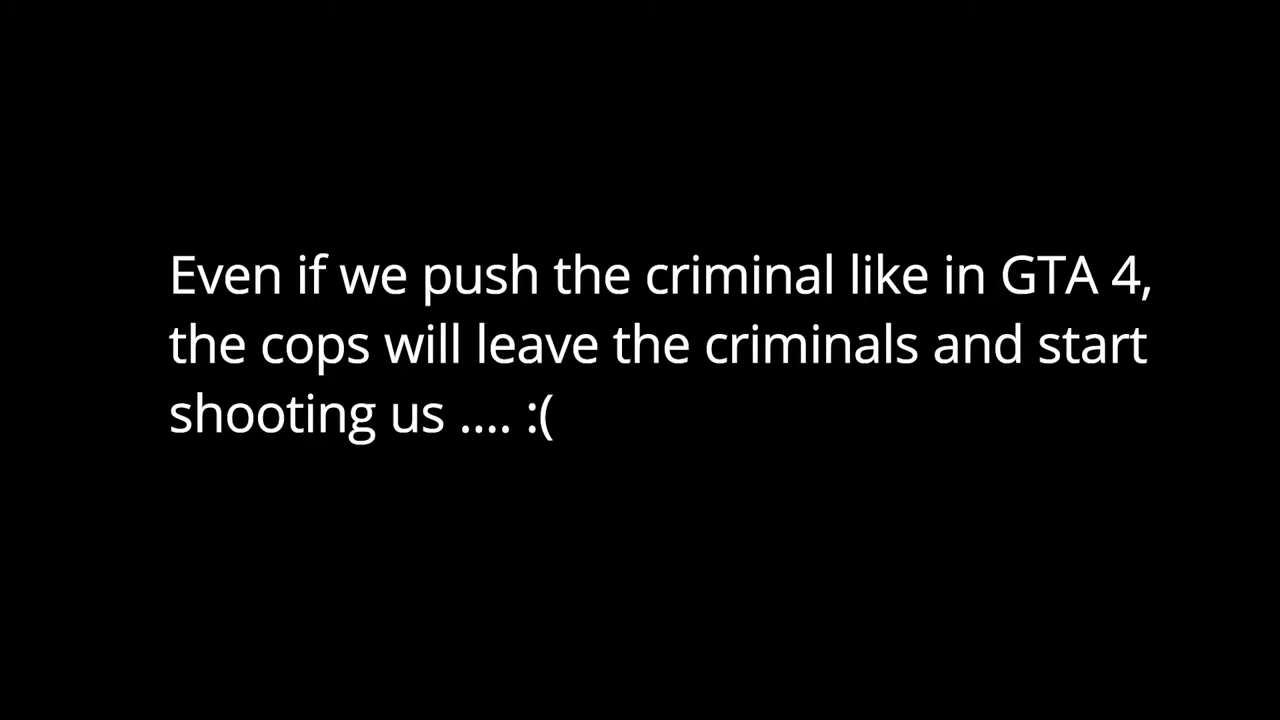 Even if we push the criminal like in GTA 4,
the cops will leave the criminals and start
shooting us .... :(